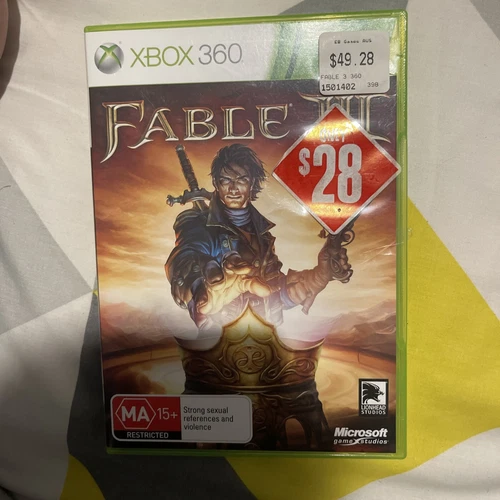 XBOX 360
$49.28
FABLE 3 360
1501402 398
FABLE III
$28
MA 15+
RESTRICTED
Strong sexual
references and
violence
LIONHEAD
STUDIOS
Microsoft
game studios